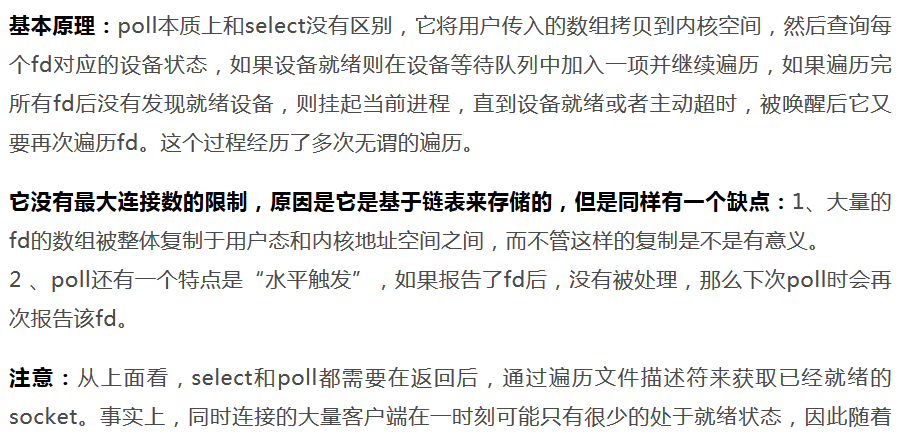 基本原理：poll本质上和select没有区别，它将用户传入的数组拷贝到内核空间，然后查询每
个fd对应的设备状态，如果设备就绪则在设备等待队列中加入一项并继续遍历，如果遍历完
所有fd后没有发现就绪设备，则挂起当前进程，直到设备就绪或者主动超时，被唤醒后它又
要再次遍历fd。这个过程经历了多次无谓的遍历。
它没有最大连接数的限制，原因是它是基于链表来存储的，但是同样有一个缺点：1、大量的
fd的数组被整体复制于用户态和内核地址空间之间，而不管这样的复制是不是有意义。
2 、poll还有一个特点是“水平触发”，如果报告了fd后，没有被处理，那么下次poll时会再
次报告该fd。
注意：从上面看，select和poll都需要在返回后，通过遍历文件描述符来获取已经就绪的
socket。事实上，同时连接的大量客户端在一时刻可能只有很少的处于就绪状态，因此随着